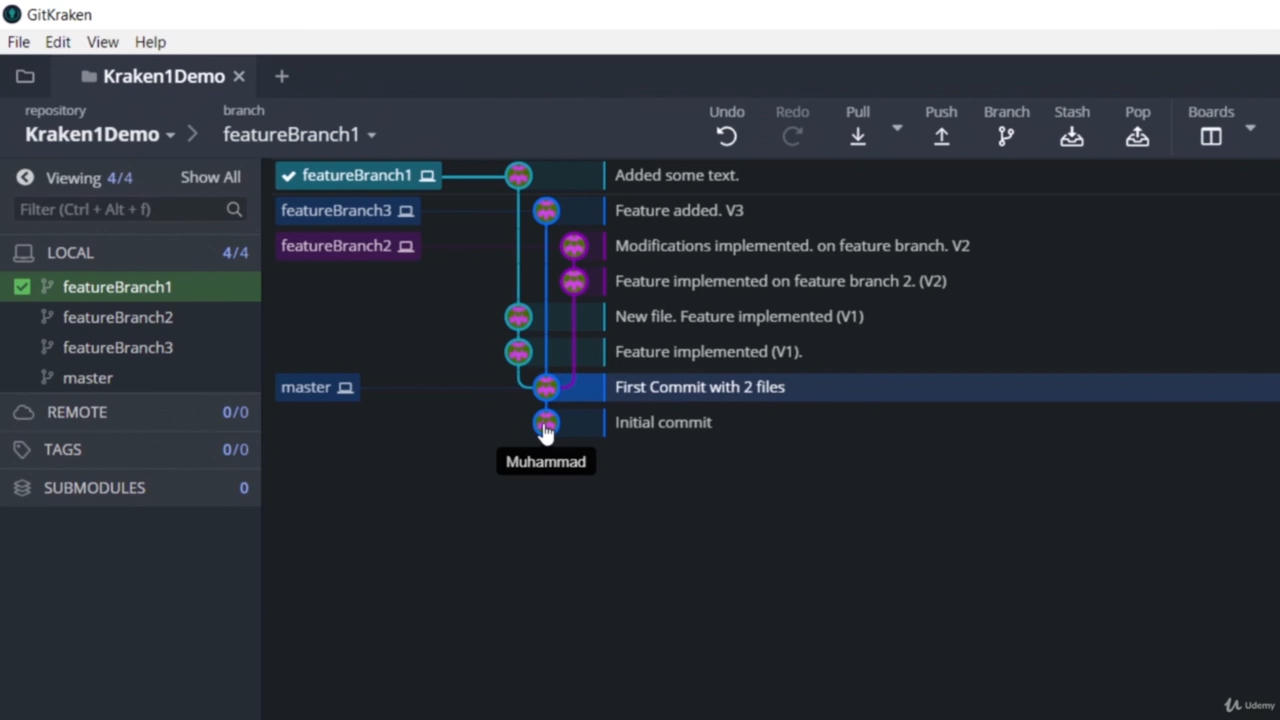 GitKraken
File Edit View Help
Kraken1Demo
repository branch
Kraken1Demo featureBranch1
Undo Redo Pull Push Branch Stash Pop Boards
Viewing 4/4 Show All
Filter (Ctrl + Alt + f)
LOCAL 4/4
featureBranch1
featureBranch2
featureBranch3
master
REMOTE 0/0
TAGS 0/0
SUBMODULES 0
featureBranch1 Added some text.
featureBranch3 Feature added. V3
featureBranch2 Modifications implemented. on feature branch. V2
Feature implemented on feature branch 2. (V2)
New file. Feature implemented (V1)
Feature implemented (V1).
master First Commit with 2 files
Initial commit
Muhammad
Udemy